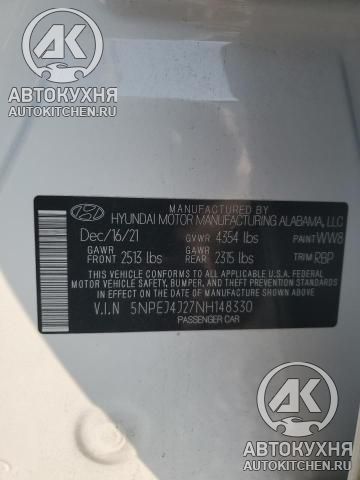 АВТОКУХНЯ
AUTOKITCHEN.RU
АВТОКУХНЯ
AUTOKITCHEN.RU
MANUFACTURED BY
HYUNDAI MOTOR MANUFACTURING ALABAMA, LLC
Dec/16/21 GVWR 4354 lbs PAINT WW8
GAWR FRONT 2513 lbs GAWR REAR 2315 lbs TRIM RBP
THIS VEHICLE CONFORMS TO ALL APPLICABLE U.S.A. FEDERAL
MOTOR VEHICLE SAFETY, BUMPER, AND THEFT PREVENTION
STANDARDS IN EFFECT ON THE DATE OF MANUFACTURE SHOWN ABOVE.
V.I.N 5NPEJ4J27NH148330
PASSENGER CAR
АВТОКУХНЯ
AUTOKITCHEN.RU